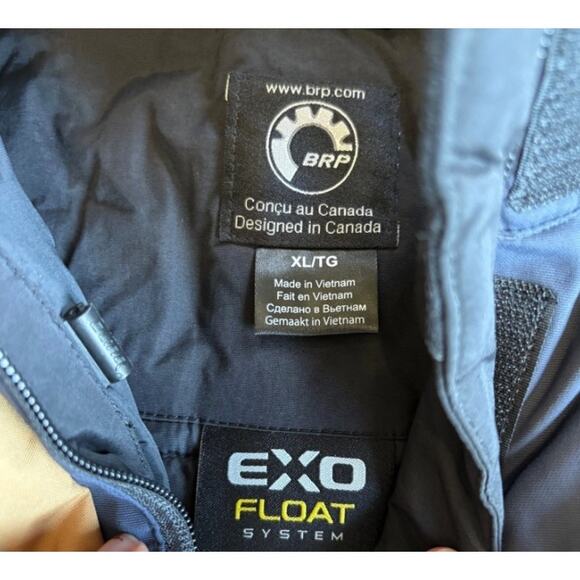 www.brp.com
BRP
Conçu au Canada
Designed in Canada
XL/TG
Made in Vietnam
Fait en Vietnam
Сделано в Вьетнам
Gemaakt in Vietnam
EXO
FLOAT
SYSTEM